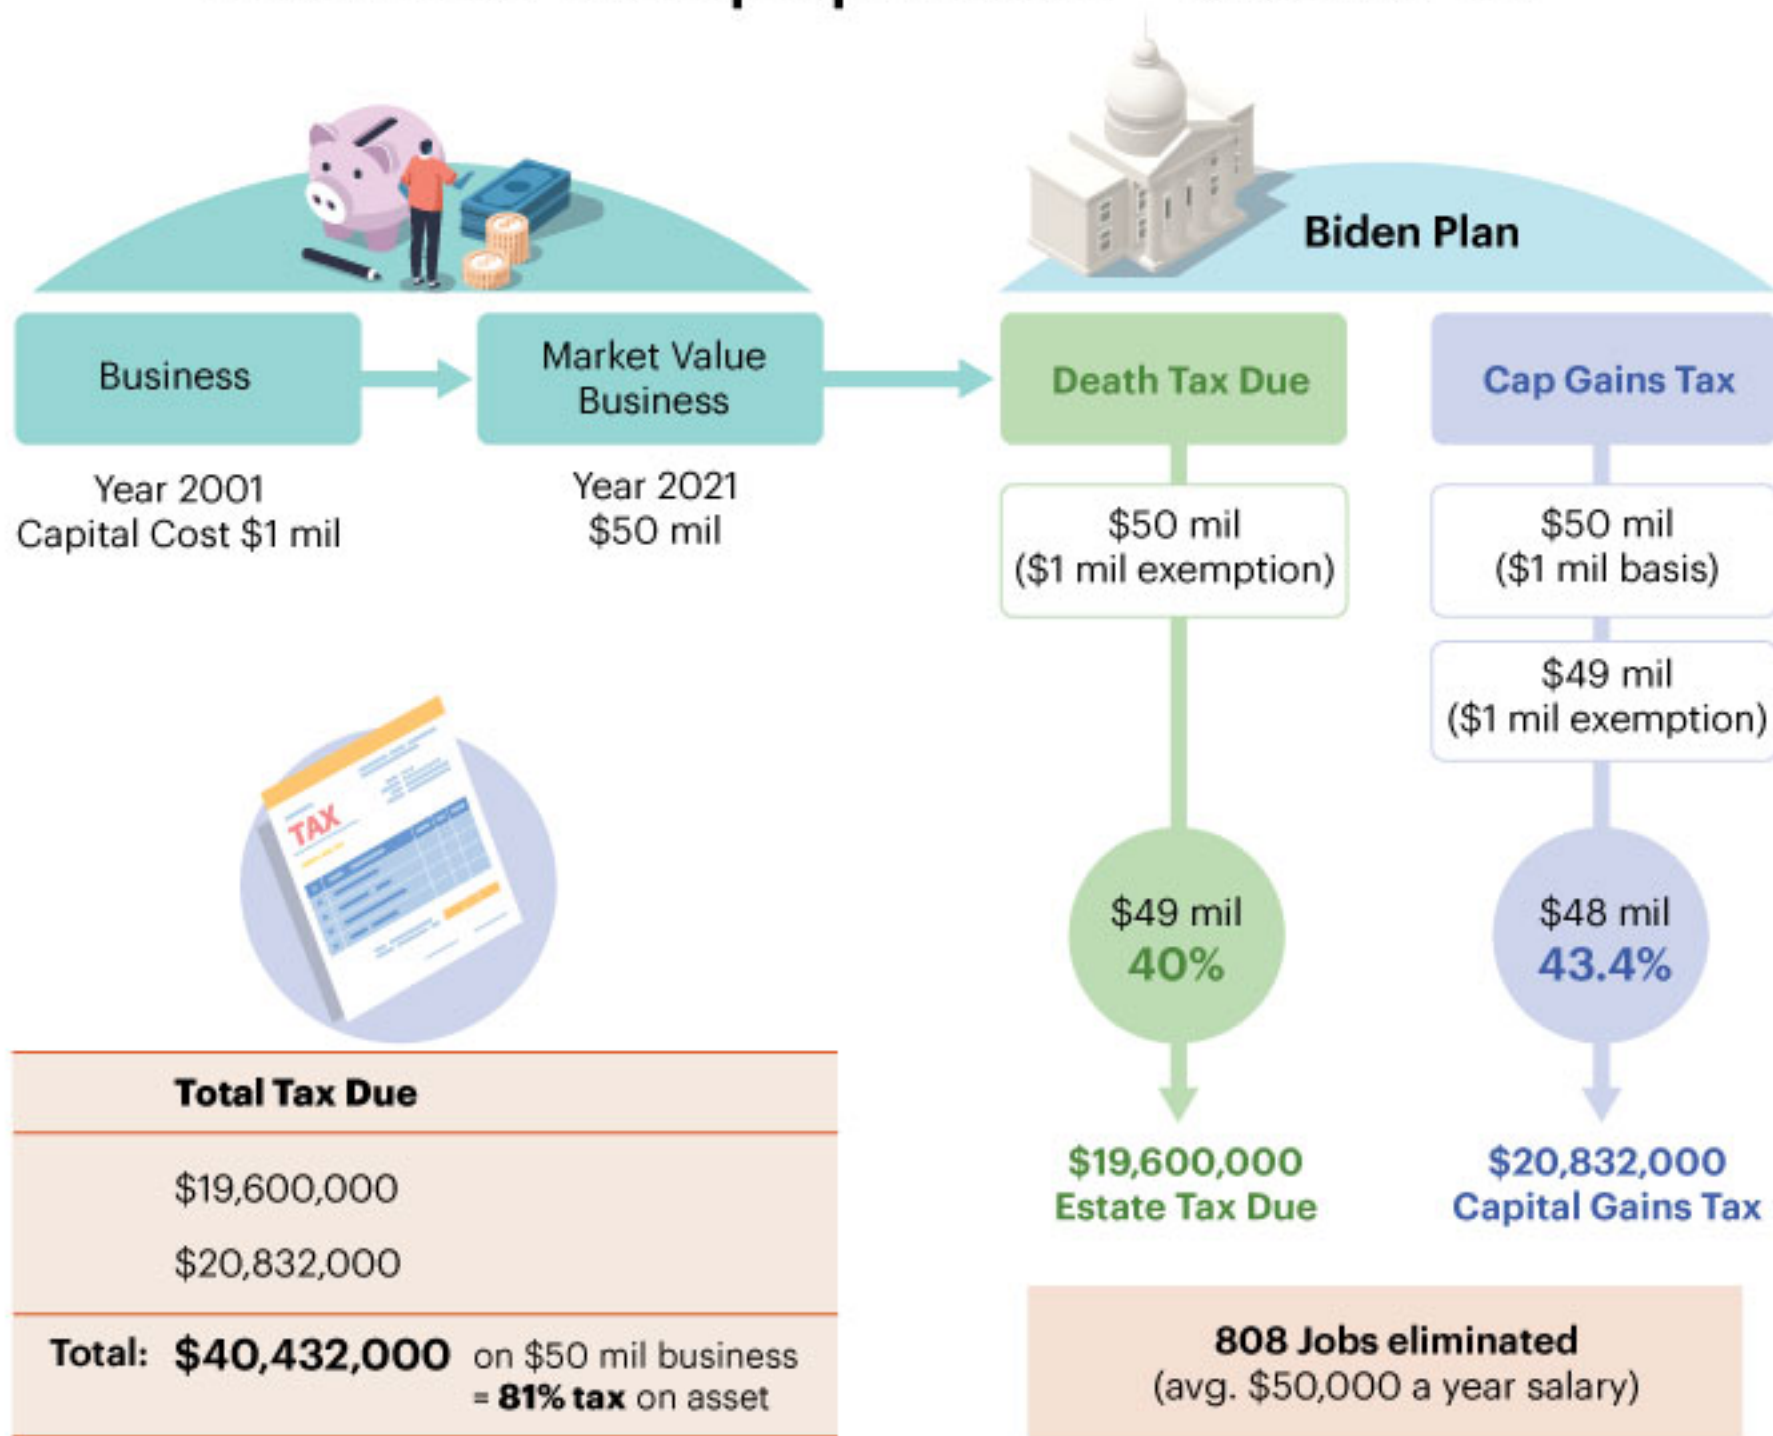 Biden Plan
Business
Market Value
Business
Death Tax Due
Cap Gains Tax
Year 2001
Capital Cost $1 mil
Year 2021
$50 mil
$50 mil
($1 mil exemption)
$50 mil
($1 mil basis)
$49 mil
($1 mil exemption)
TAX
$49 mil
40%
$48 mil
43.4%
$19,600,000
Estate Tax Due
$20,832,000
Capital Gains Tax
Total Tax Due
$19,600,000
$20,832,000
Total: $40,432,000 on $50 mil business
= 81% tax on asset
808 Jobs eliminated
(avg. $50,000 a year salary)